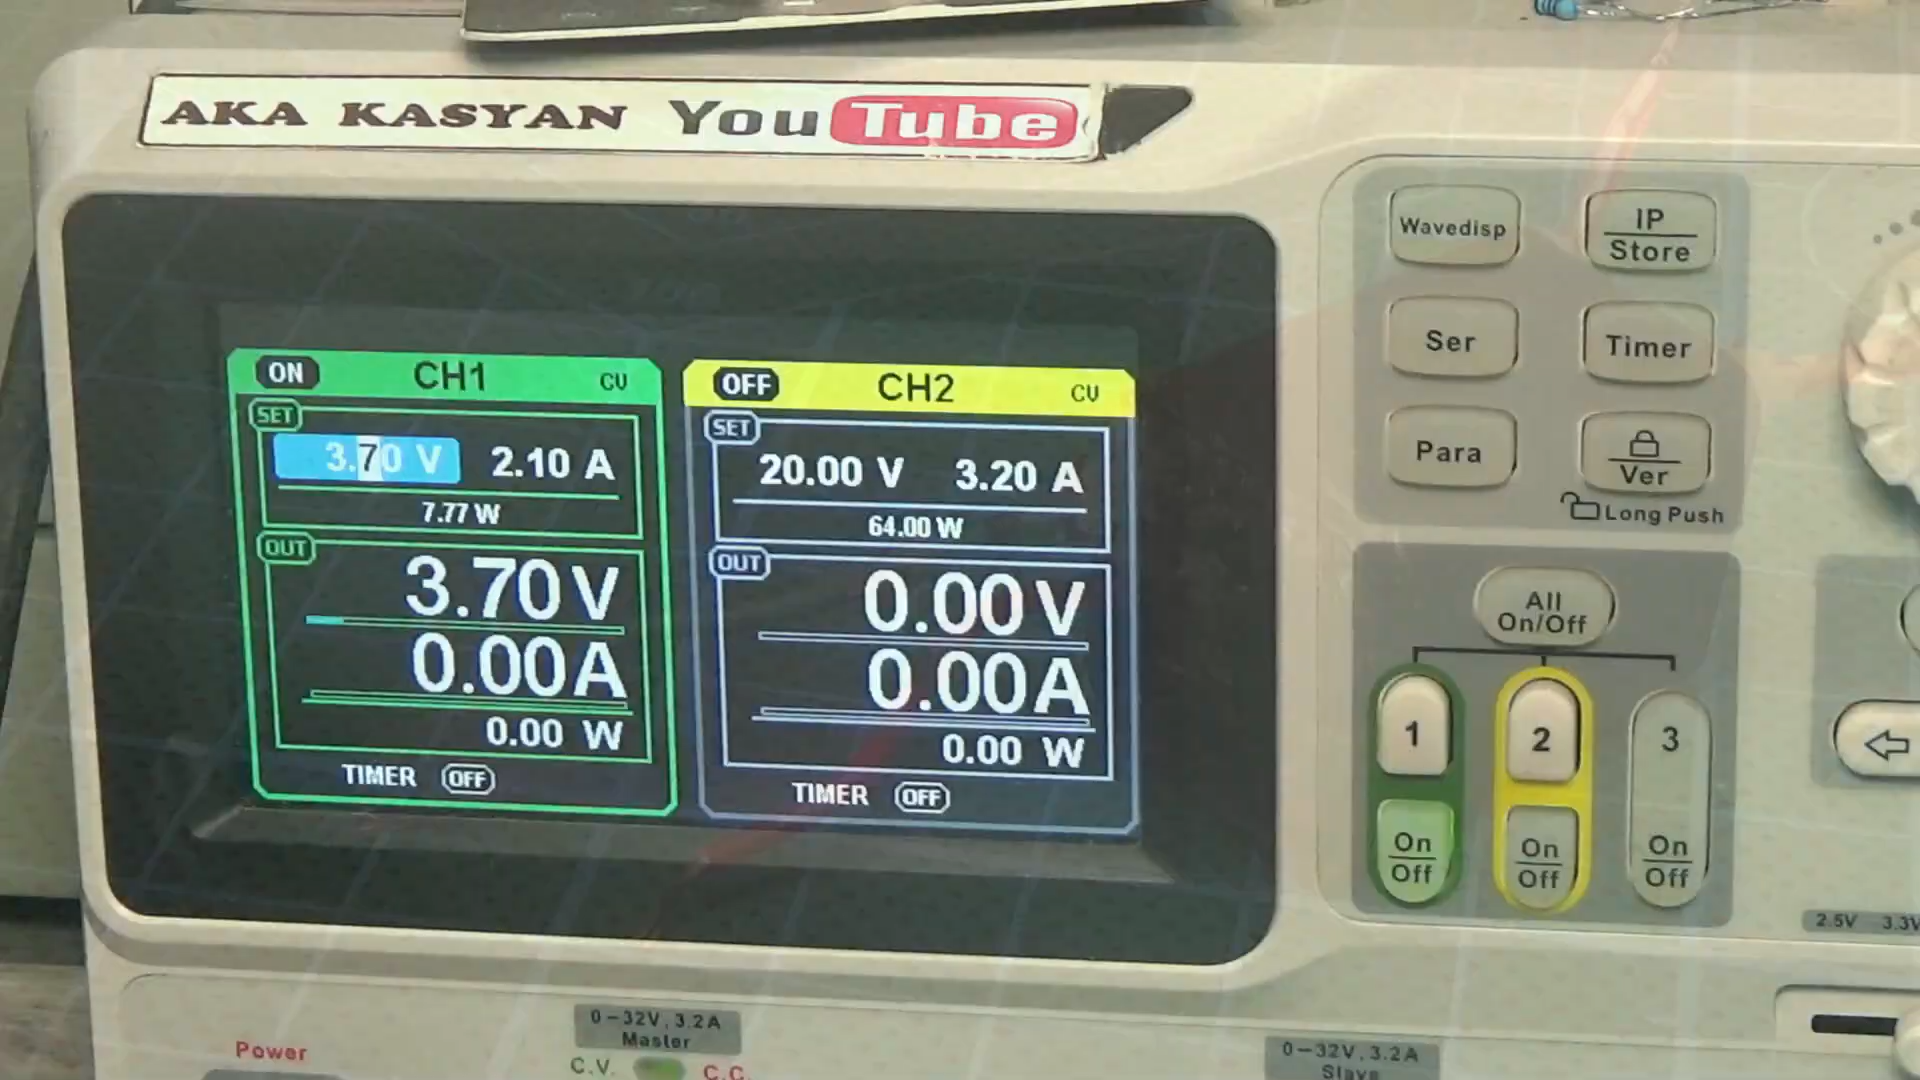 AKA KASYAN YouTube
ON CH1 CV
SET
3.70 V 2.10 A
7.77 W
OUT
3.70 V
0.00 A
0.00 W
TIMER OFF
OFF CH2 CV
SET
20.00 V 3.20 A
64.00 W
OUT
0.00 V
0.00 A
0.00 W
TIMER OFF
Wavedisp
IP
Store
Ser
Timer
Para
Ver
Long Push
All
On/Off
1
2
3
On
Off
On
Off
On
Off
2.5V 3.3V
Power
0-32V, 3.2A
Master
C.V. C.C.
0-32V, 3.2A
Slave